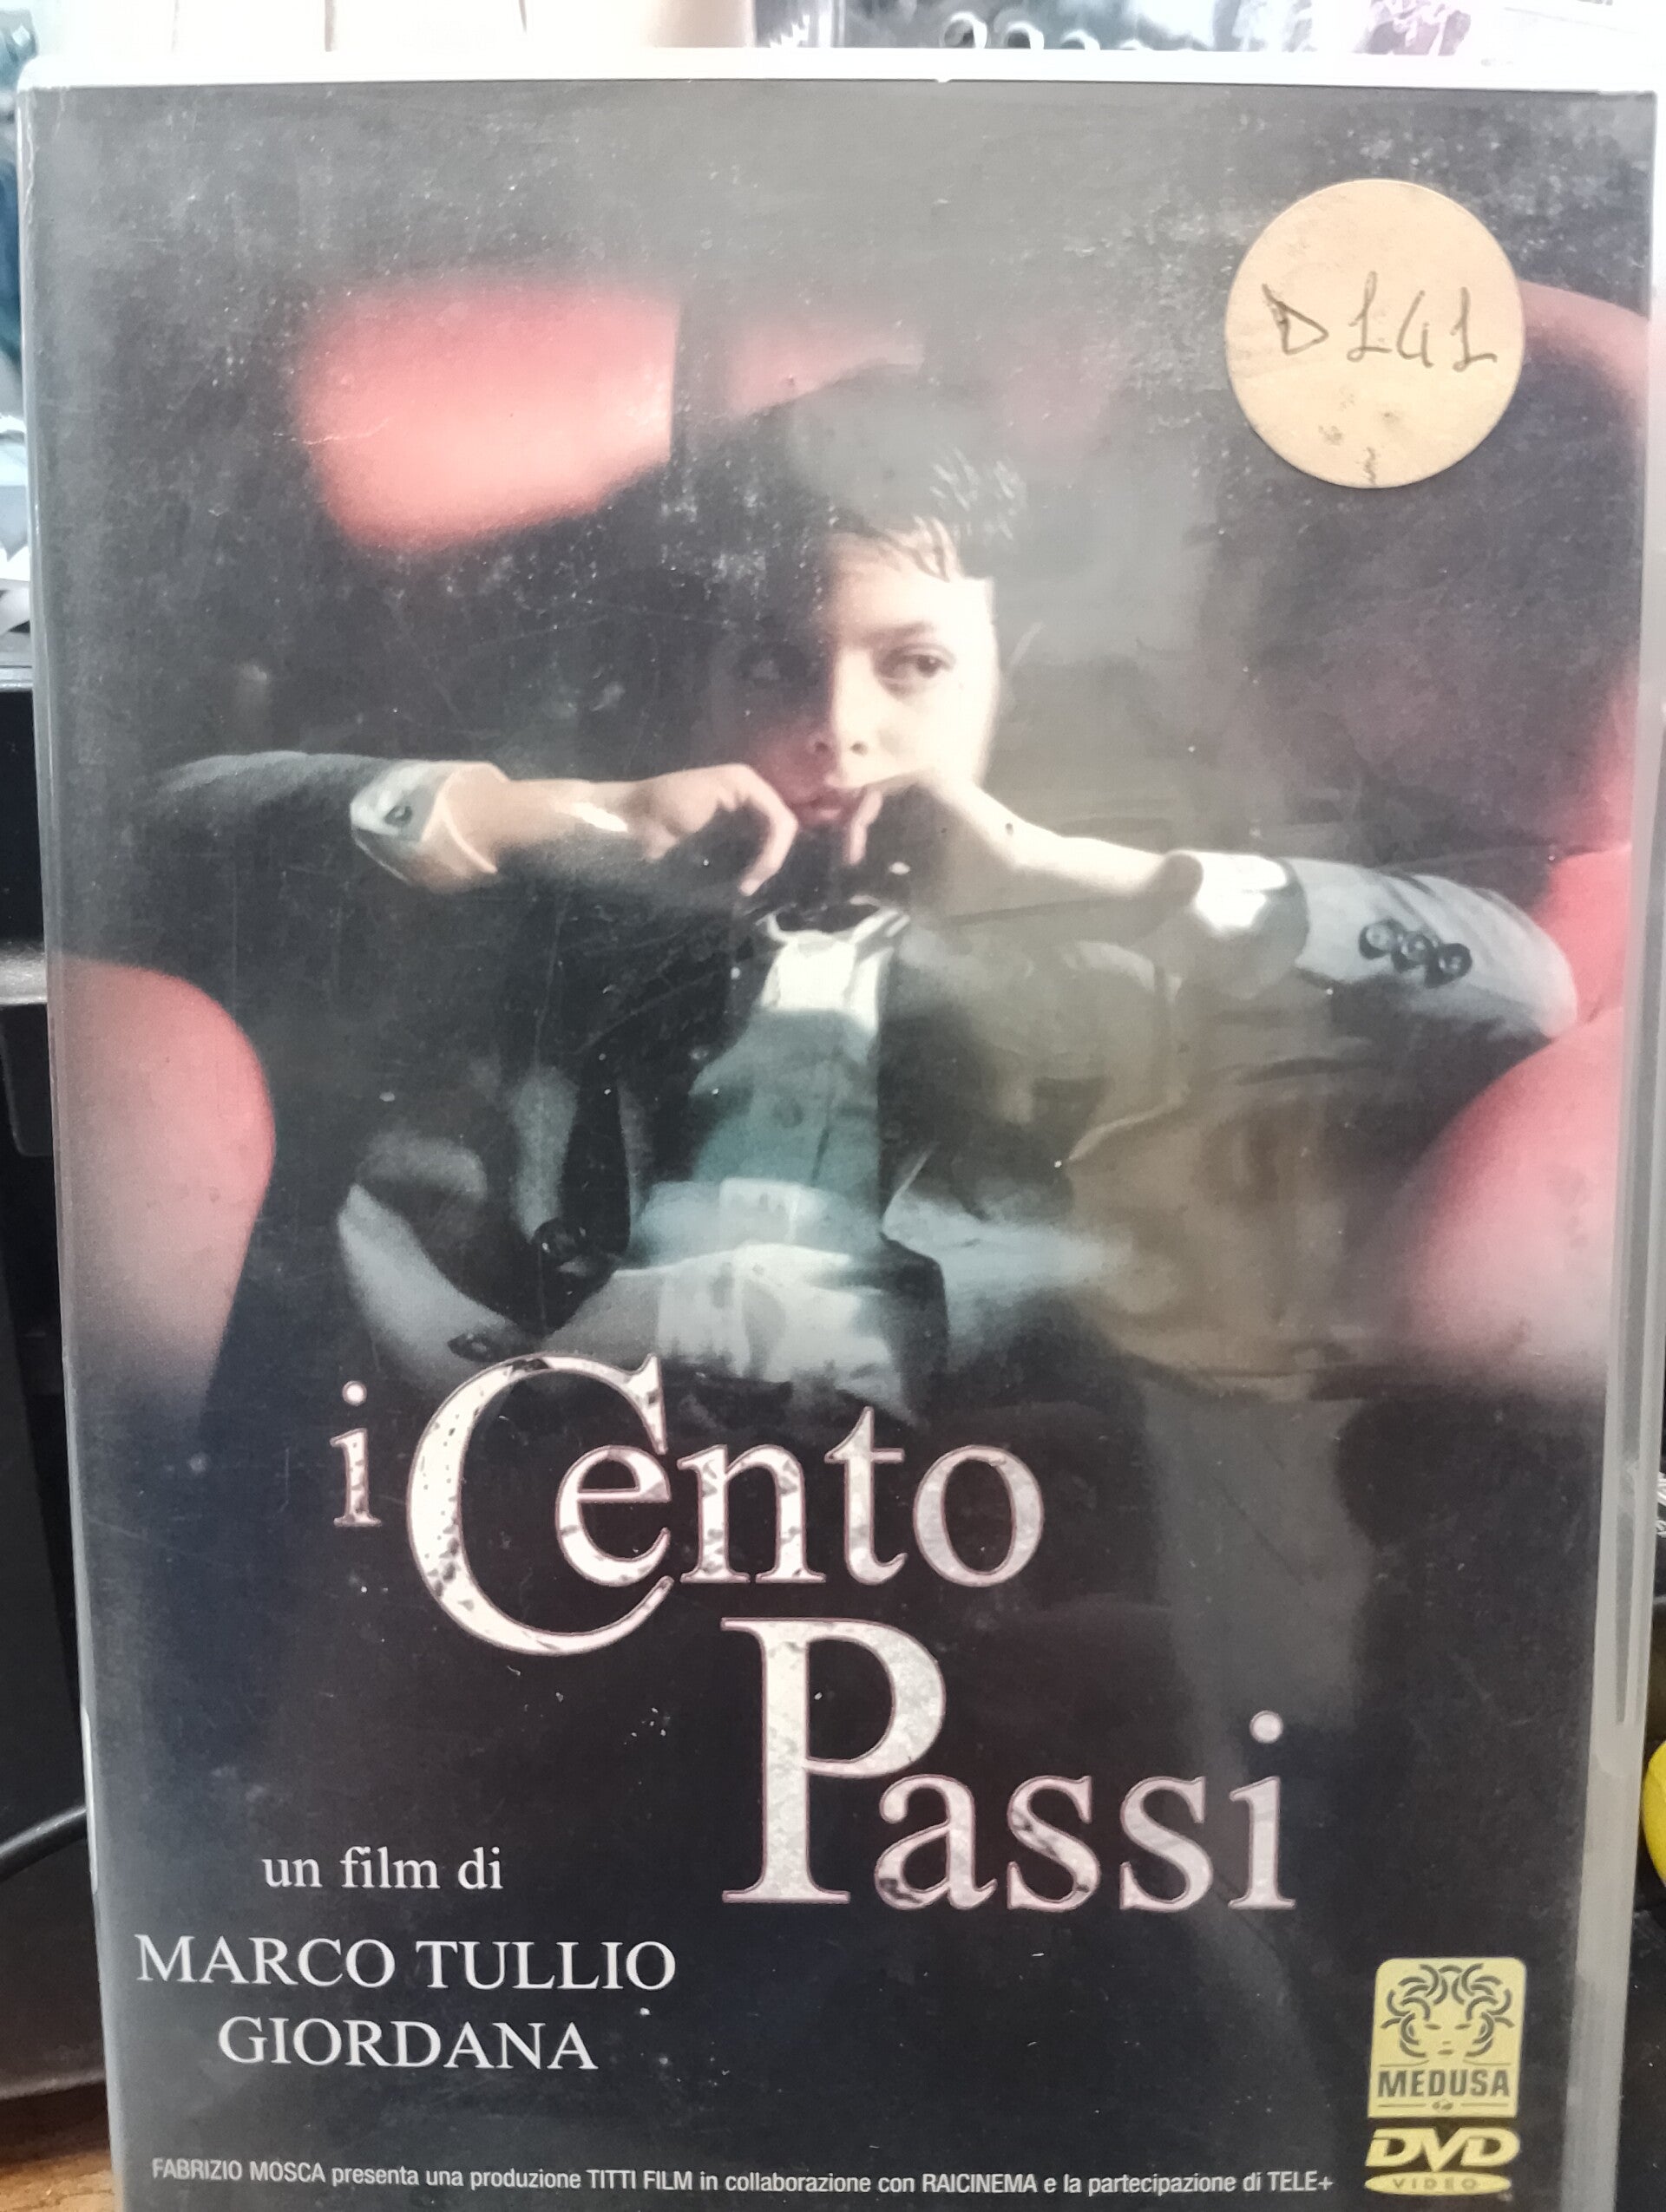 D141
i Cento
Passi
un film di
MARCO TULLIO
GIORDANA
MEDUSA
DVD
VIDEO
FABRIZIO MOSCA presenta una produzione TITTI FILM in collaborazione con RAICINEMA e la partecipazione di TELE+